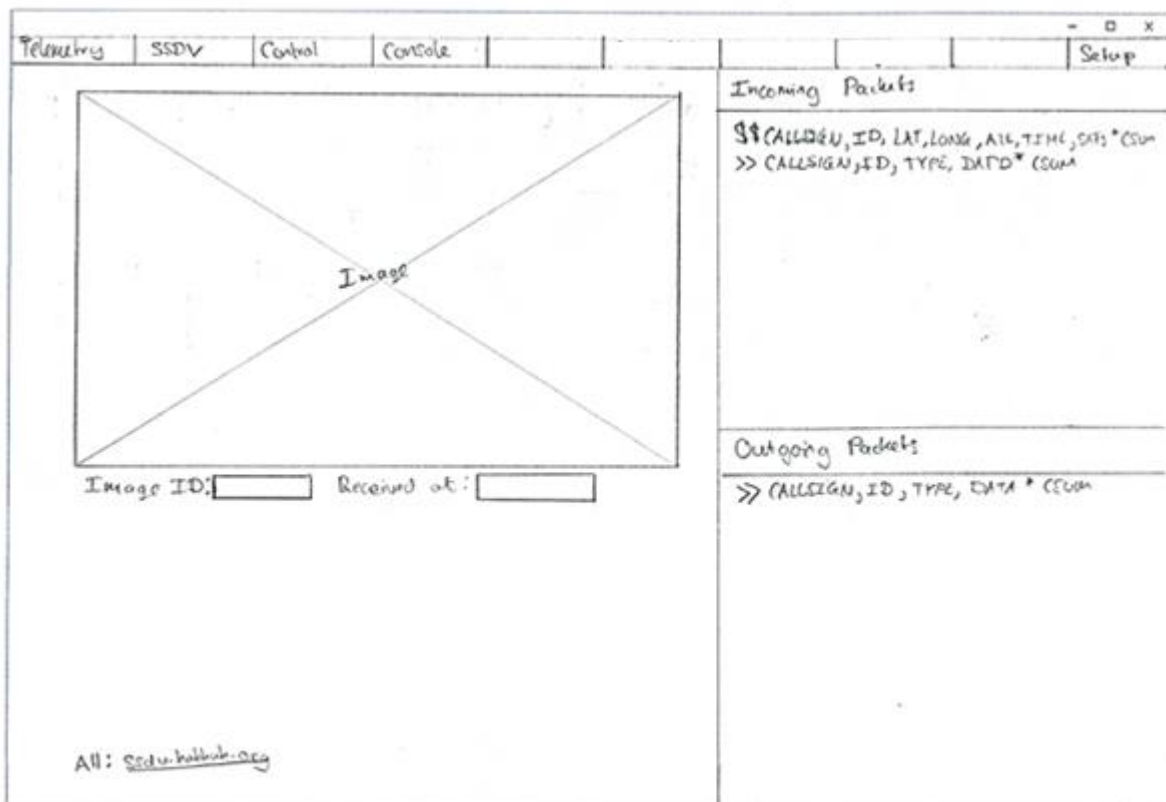 Telemetry SSDV Control Console Setup
Image
Image ID: Received at:
All: ssdv.habhub.org
Incoming Packets
$$CALLSIGN, ID, LAT, LONG, ALT, TIME, SATS*CSUM
>> CALLSIGN, ID, TYPE, DATA* CSUM
Outgoing Packets
>> CALLSIGN, ID, TYPE, DATA * CSUM